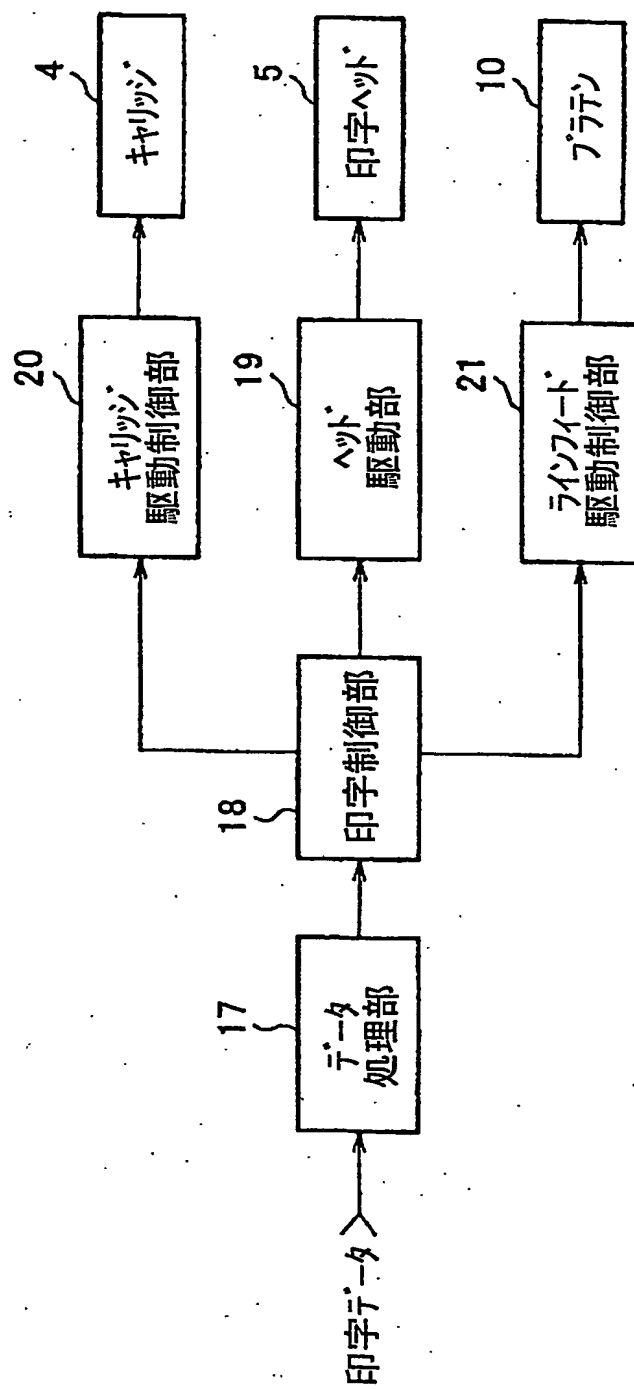 印字データ
17
データ
処理部
18
印字制御部
20
キャリッジ
駆動制御部
4
キャリッジ
19
ヘッド
駆動部
5
印字ヘッド
21
ラインフィード
駆動制御部
10
プラテン